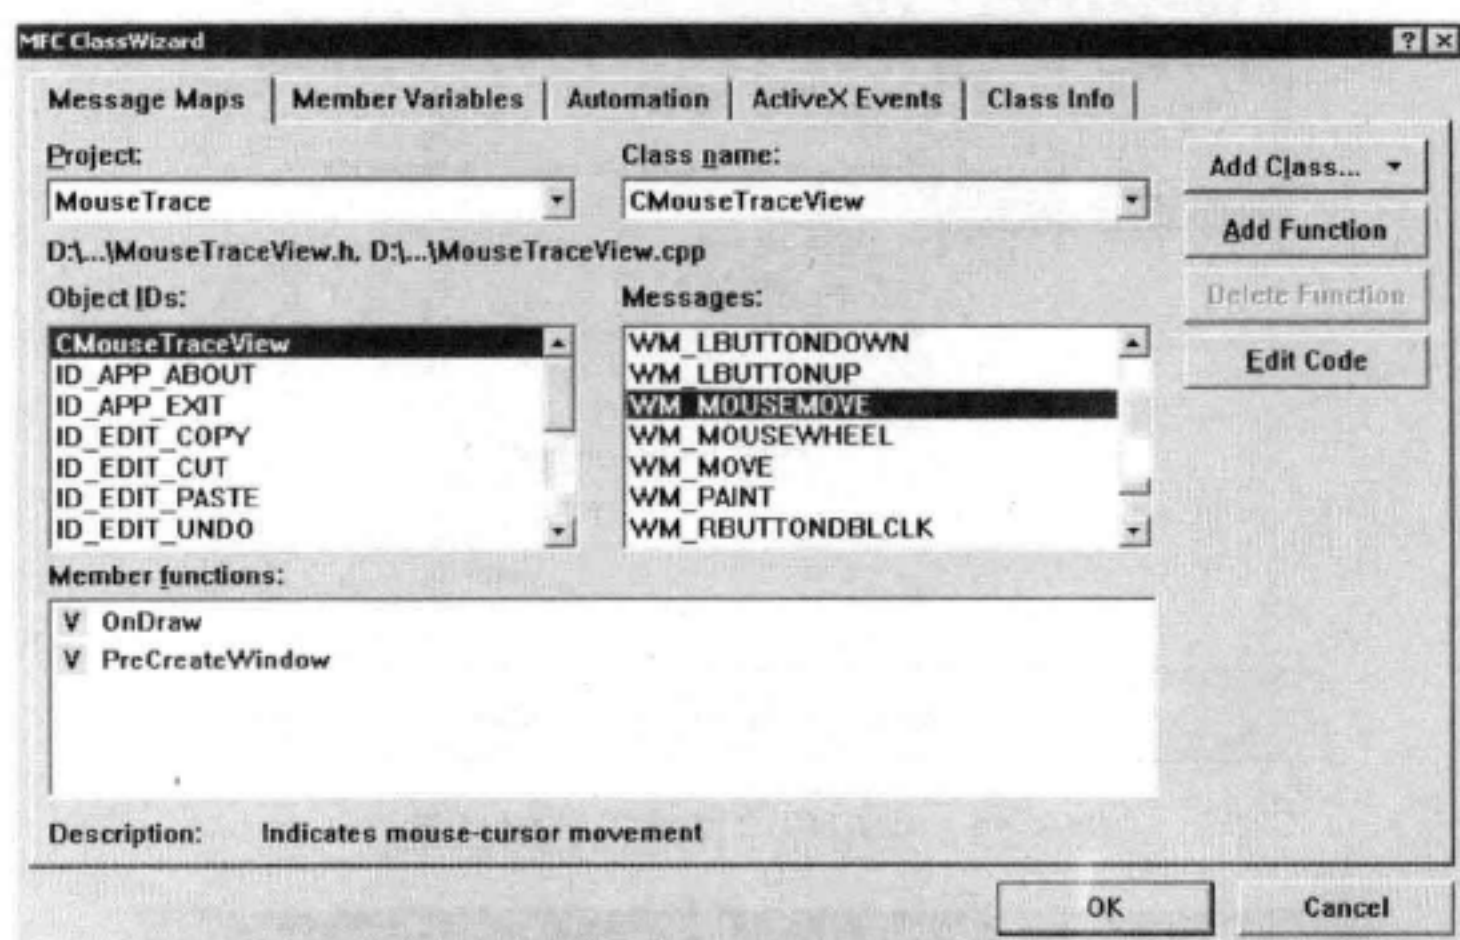 MFC ClassWizard
Message Maps Member Variables Automation ActiveX Events Class Info
Project: Class name:
Add Class...
MouseTrace CMouseTraceView
Add Function
D:\...\MouseTraceView.h, D:\...\MouseTraceView.cpp
Object IDs: Messages:
Delete Function
CMouseTraceView WM_LBUTTONDOWN
Edit Code
ID_APP_ABOUT WM_LBUTTONUP
ID_APP_EXIT WM_MOUSEMOVE
ID_EDIT_COPY WM_MOUSEWHEEL
ID_EDIT_CUT WM_MOVE
ID_EDIT_PASTE WM_PAINT
ID_EDIT_UNDO WM_RBUTTONDBLCLK
Member functions:
V OnDraw
V PreCreateWindow
Description: Indicates mouse-cursor movement
OK Cancel